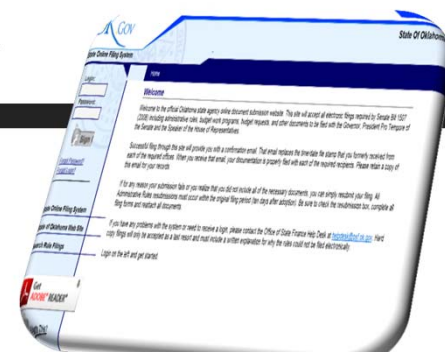 OK Gov
State Of Oklahoma
Online Filing System
Home
Login:
Password:
Sign
Forgot Password?
Welcome
Welcome to the official Oklahoma state agency online document submission website. This site will accept all electronic filings required by Senate Bill 1507
(2008) including administrative rules, budget work programs, budget requests, and other documents to be filed with the Governor, President Pro Tempore of
the Senate and the Speaker of the House of Representatives.
Successful filing through this site will provide you with a confirmation email. That email replaces the time/date file stamp that you formerly received from
each of the required offices. When you receive that email, your documentation is properly filed with each of the required recipients. Please retain a copy of
this email for your records.
If for any reason your submission fails or you realize that you did not include all of the necessary documents, you can simply resubmit your filing. All
Administrative Rules resubmissions must occur within the original filing period (ten days after adoption). Be sure to check the resubmission box, complete all
filing forms and reattach all documents.
If you have any problems with the system or need to receive a login, please contact the Office of State Finance Help Desk at helpdesk@osf.ok.gov. Hard
copy filings will only be accepted as a last resort and must include a written explanation for why the rules could not be filed electronically.
Login on the left and get started.
Online Filing System
of Oklahoma Web Site
Rule Filings
Get
ADOBE® READER®